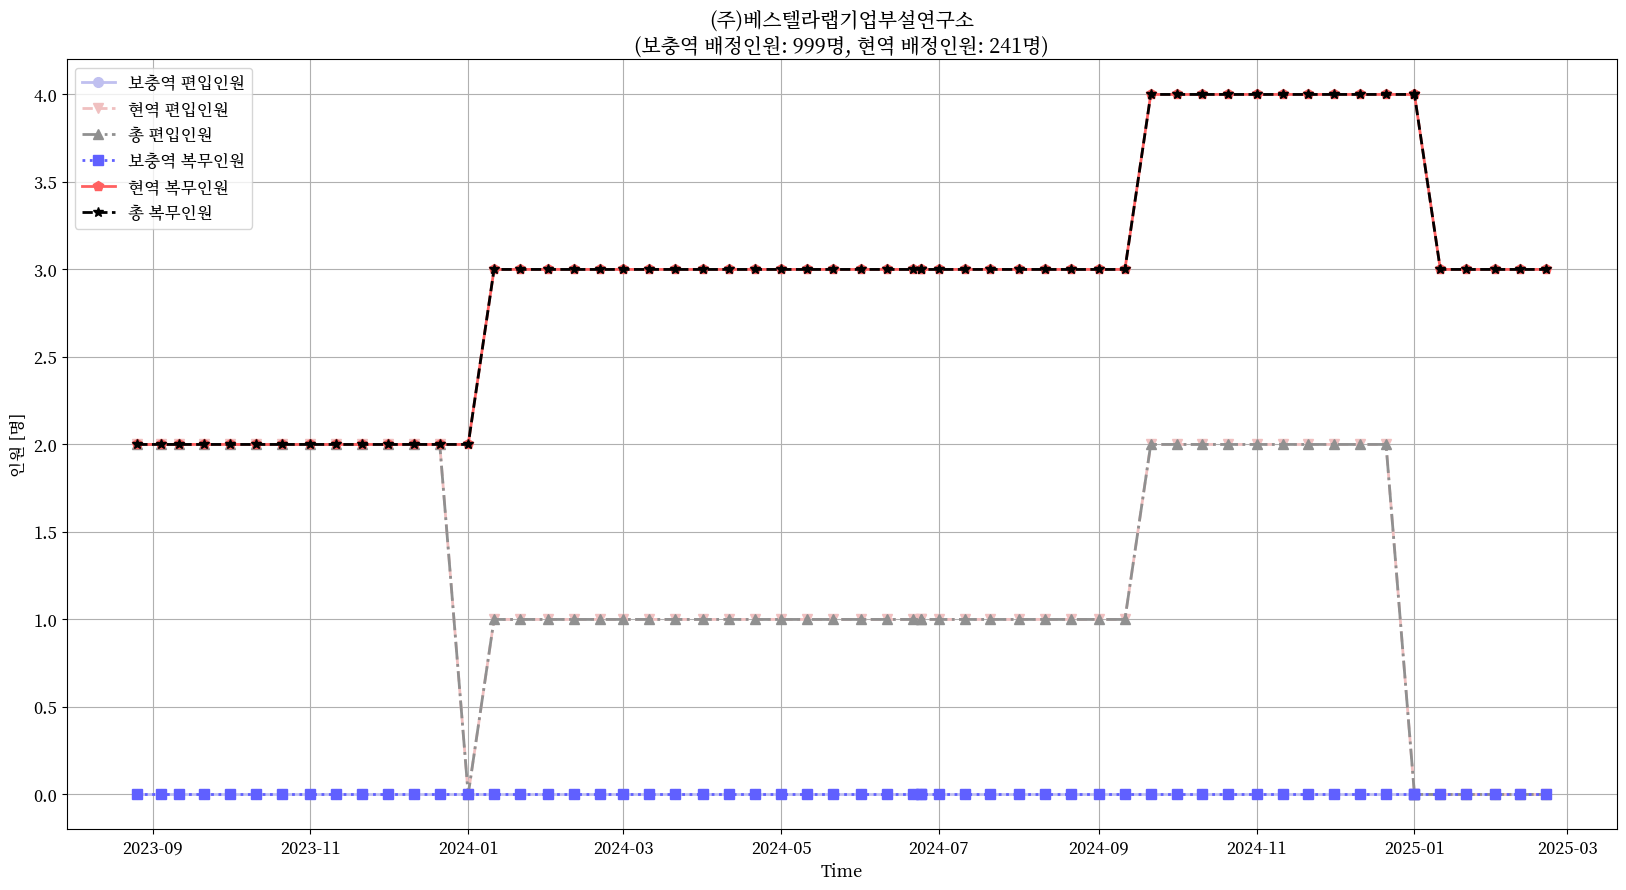 (주)베스텔라랩기업부설연구소
(보충역 배정인원: 999명, 현역 배정인원: 241명)
보충역 편입인원
현역 편입인원
총 편입인원
보충역 복무인원
현역 복무인원
총 복무인원
인원 [명]
4.0
3.5
3.0
2.5
2.0
1.5
1.0
0.5
0.0
2023-09
2023-11
2024-01
2024-03
2024-05
2024-07
2024-09
2024-11
2025-01
2025-03
Time